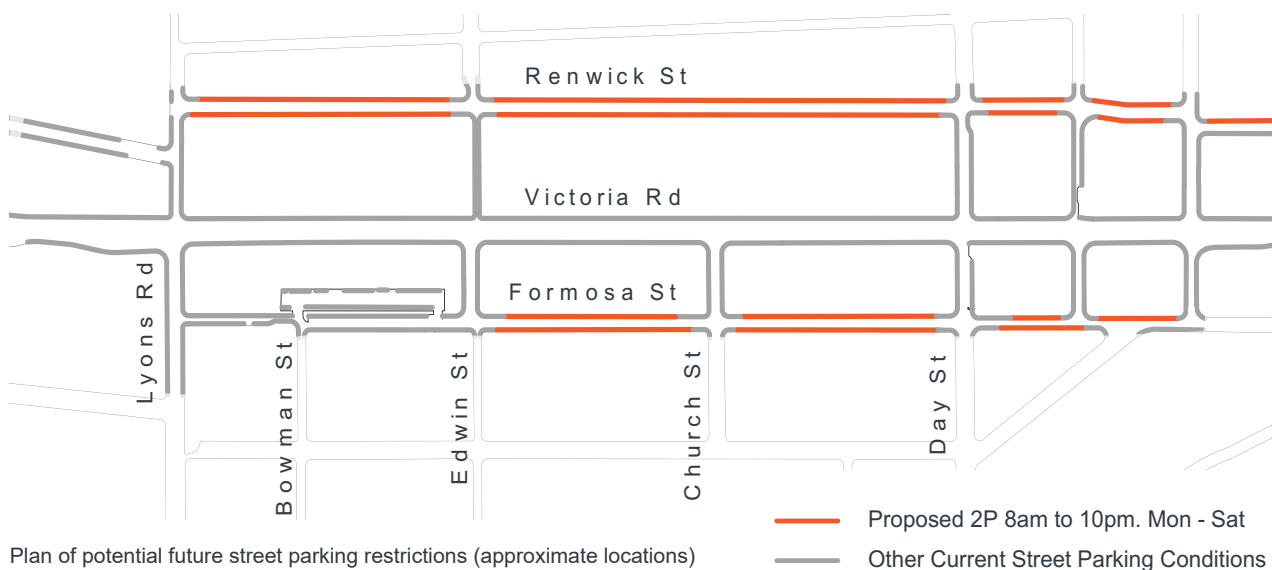 Renwick St
Victoria Rd
Formosa St
Lyons Rd
Bowman St
Edwin St
Church St
Day St
Proposed 2P 8am to 10pm. Mon - Sat
Plan of potential future street parking restrictions (approximate locations)
Other Current Street Parking Conditions